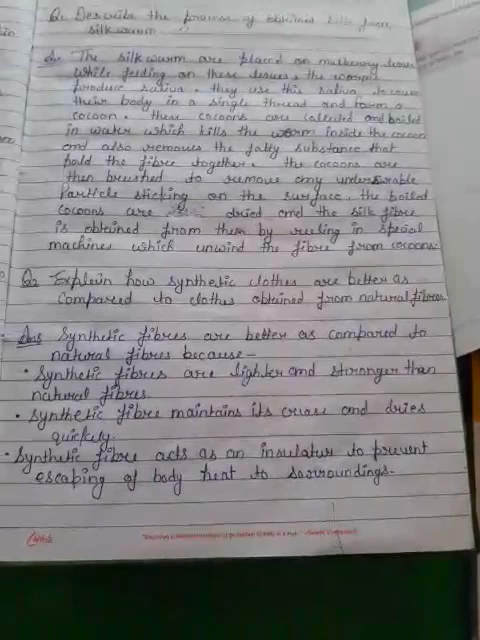 Q1. Describe the process of obtained silk from
silkworm.
Ans The silkworm are placed on mulberry leaves
while feeding on these leaves, the worms
produce saliva. they use this saliva to cover
their body in a single thread and form a
cocoon. These cocoons are collected and boiled
in water which kills the worm inside the cocoon
and also removes the fatty substance that
hold the fibre together. the cocoons are
then brushed to remove any undersirable
Particle sticking on the surface, the boiled
cocoons are dried and the silk fibre
is obtained from them by reeling in special
machines which unwind the fibre from cocoons.
Q2 Explein how synthetic clothes are better as
compared to clothes obtained from natural fibres.
Ans Synthetic fibres are better as compared to
natural fibres because-
• Synthetic fibres are lighter and stronger than
natural fibres.
• Synthetic fibre maintains its crease and dries
quickly.
• Synthetic fibre acts as an insulatur to prevent
escaping of body heat to sorroundings.